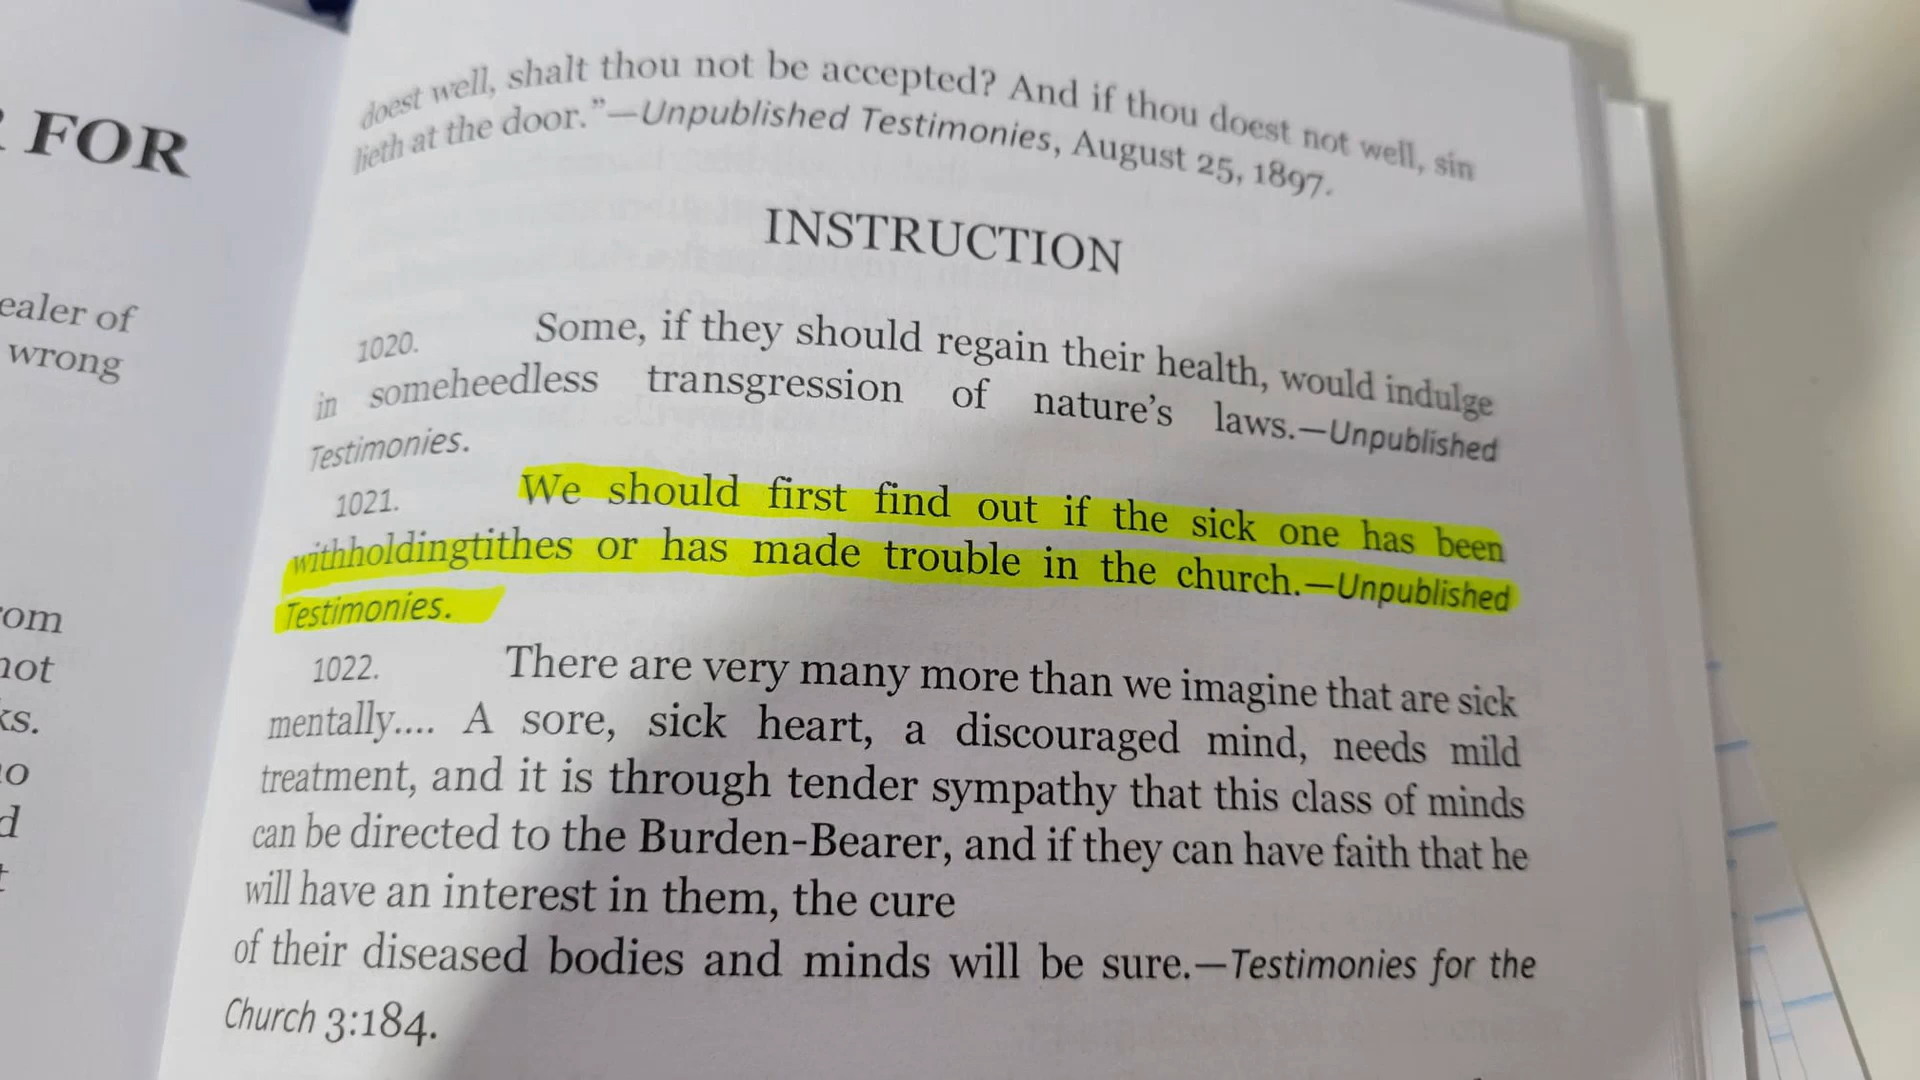 FOR
ealer of
wrong
om
not
ks.
o
d
t
doest well, shalt thou not be accepted? And if thou doest not well, sin
lieth at the door.”—Unpublished Testimonies, August 25, 1897.
INSTRUCTION
1020. Some, if they should regain their health, would indulge
in someheedless transgression of nature’s laws.—Unpublished
Testimonies.
1021. We should first find out if the sick one has been
withholdingtithes or has made trouble in the church.—Unpublished
Testimonies.
1022. There are very many more than we imagine that are sick
mentally.... A sore, sick heart, a discouraged mind, needs mild
treatment, and it is through tender sympathy that this class of minds
can be directed to the Burden-Bearer, and if they can have faith that he
will have an interest in them, the cure
of their diseased bodies and minds will be sure.—Testimonies for the
Church 3:184.